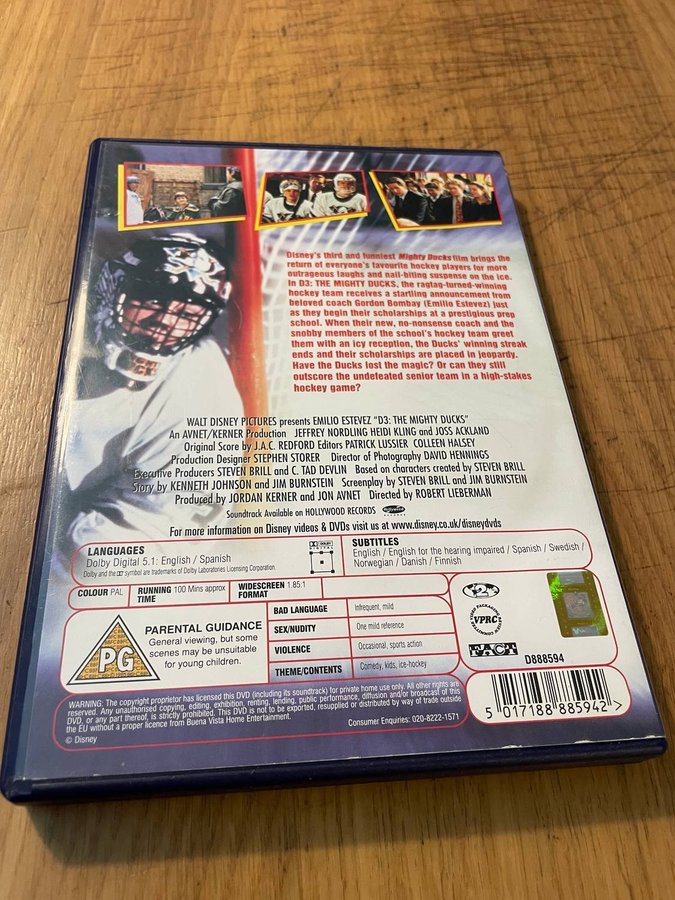 Disney's third and funniest Mighty Ducks film brings the
return of everyone's favourite hockey players for more
outrageous laughs and nail-biting suspense on the ice.
In D3: THE MIGHTY DUCKS, the ragtag-turned-winning
hockey team receives a startling announcement from
beloved coach Gordon Bombay (Emilio Estevez) just
as they begin their scholarships at a prestigious prep
school. When their new, no-nonsense coach and the
snobby members of the school's hockey team greet
them with an icy reception, the Ducks' winning streak
ends and their scholarships are placed in jeopardy.
Have the Ducks lost the magic? Or can they still
outscore the undefeated senior team in a high-stakes
hockey game?
WALT DISNEY PICTURES presents EMILIO ESTEVEZ "D3: THE MIGHTY DUCKS"
An AVNET/KERNER Production JEFFREY NORDLING HEIDI KLING and JOSS ACKLAND
Original Score by J.A.C. REDFORD Editors PATRICK LUSSIER COLLEEN HALSEY
Production Designer STEPHEN STORER Director of Photography DAVID HENNINGS
Executive Producers STEVEN BRILL and C. TAD DEVLIN Based on characters created by STEVEN BRILL
Story by KENNETH JOHNSON and JIM BURNSTEIN Screenplay by STEVEN BRILL and JIM BURNSTEIN
Produced by JORDAN KERNER and JON AVNET Directed by ROBERT LIEBERMAN
Soundtrack Available on HOLLYWOOD RECORDS
For more information on Disney videos & DVDs visit us at www.disney.co.uk/disneydvds
LANGUAGES
Dolby Digital 5.1: English / Spanish
Dolby and the DD symbol are trademarks of Dolby Laboratories Licensing Corporation.
DOLBY
DIGITAL
SUBTITLES
English / English for the hearing impaired / Spanish / Swedish /
Norwegian / Danish / Finnish
COLOUR PAL
RUNNING 100 Mins approx
TIME
WIDESCREEN 1.85:1
FORMAT
PG
PARENTAL GUIDANCE
General viewing, but some
scenes may be unsuitable
for young children.
BAD LANGUAGE Infrequent, mild
SEX/NUDITY One mild reference
VIOLENCE Occasional, sports action
THEME/CONTENTS Comedy, kids, ice-hockey
2
VPRC
VIDEO PACKAGING REVIEW COMMITTEE
FACT
D888594
WARNING: The copyright proprietor has licensed this DVD (including its soundtrack) for private home use only. All other rights are
reserved. Any unauthorised copying, editing, exhibition, renting, lending, public performance, diffusion and/or broadcast of this
DVD, or any part thereof, is strictly prohibited. This DVD is not to be exported, resupplied or distributed by way of trade outside
the EU without a proper licence from Buena Vista Home Entertainment.
© Disney
Consumer Enquiries: 020-8222-1571
5 017188 885942 >